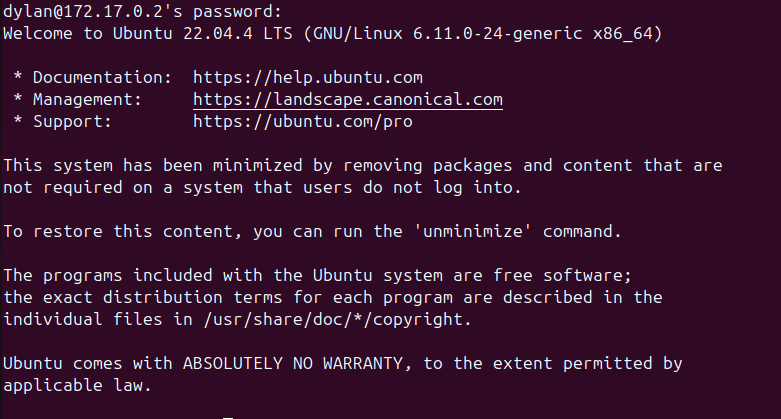 dylan@172.17.0.2's password:
Welcome to Ubuntu 22.04.4 LTS (GNU/Linux 6.11.0-24-generic x86_64)
* Documentation:  https://help.ubuntu.com
* Management:     https://landscape.canonical.com
* Support:        https://ubuntu.com/pro
This system has been minimized by removing packages and content that are
not required on a system that users do not log into.
To restore this content, you can run the 'unminimize' command.
The programs included with the Ubuntu system are free software;
the exact distribution terms for each program are described in the
individual files in /usr/share/doc/*/copyright.
Ubuntu comes with ABSOLUTELY NO WARRANTY, to the extent permitted by
applicable law.